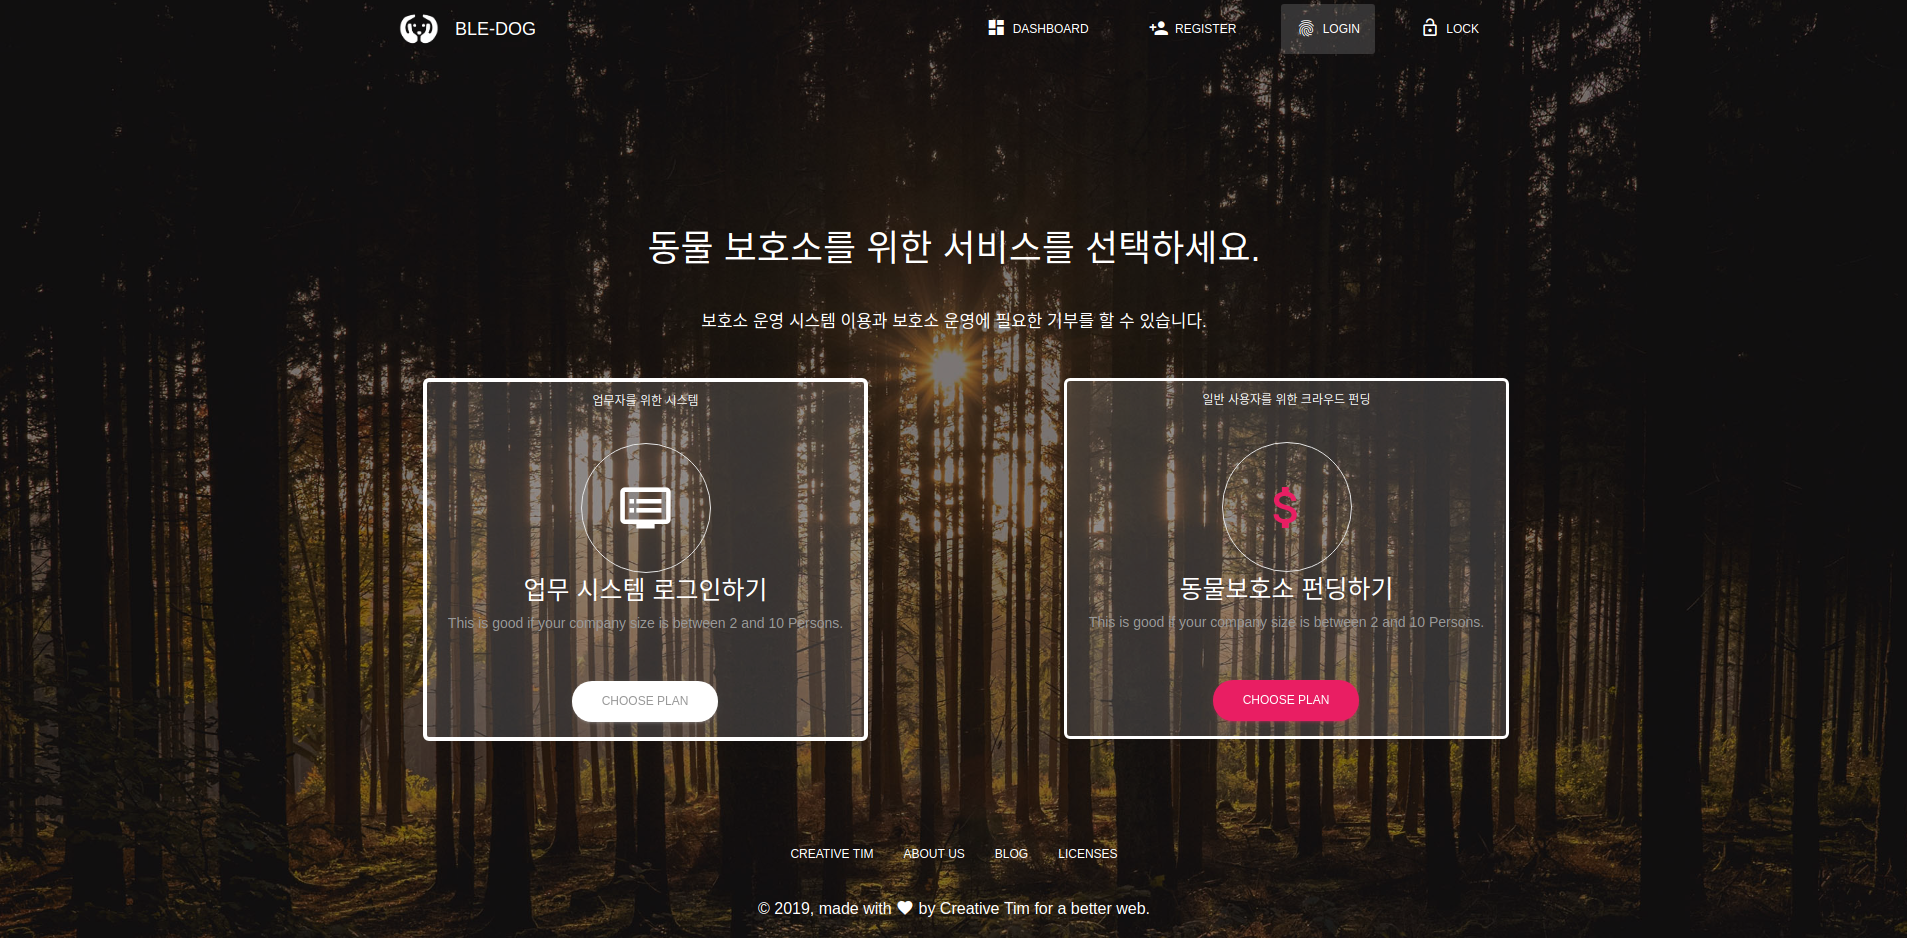 BLE-DOG
DASHBOARD
REGISTER
LOGIN
LOCK
동물 보호소를 위한 서비스를 선택하세요.
보호소 운영 시스템 이용과 보호소 운영에 필요한 기부를 할 수 있습니다.
업무자를 위한 시스템
업무 시스템 로그인하기
This is good if your company size is between 2 and 10 Persons.
CHOOSE PLAN
일반 사용자를 위한 크라우드 펀딩
동물보호소 펀딩하기
This is good if your company size is between 2 and 10 Persons.
CHOOSE PLAN
CREATIVE TIM
ABOUT US
BLOG
LICENSES
© 2019, made with ♥ by Creative Tim for a better web.